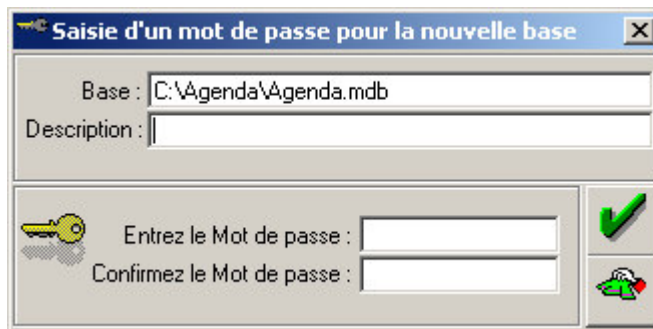 Saisie d'un mot de passe pour la nouvelle base
Base : C:\Agenda\Agenda.mdb
Description :
Entrez le Mot de passe :
Confirmez le Mot de passe :